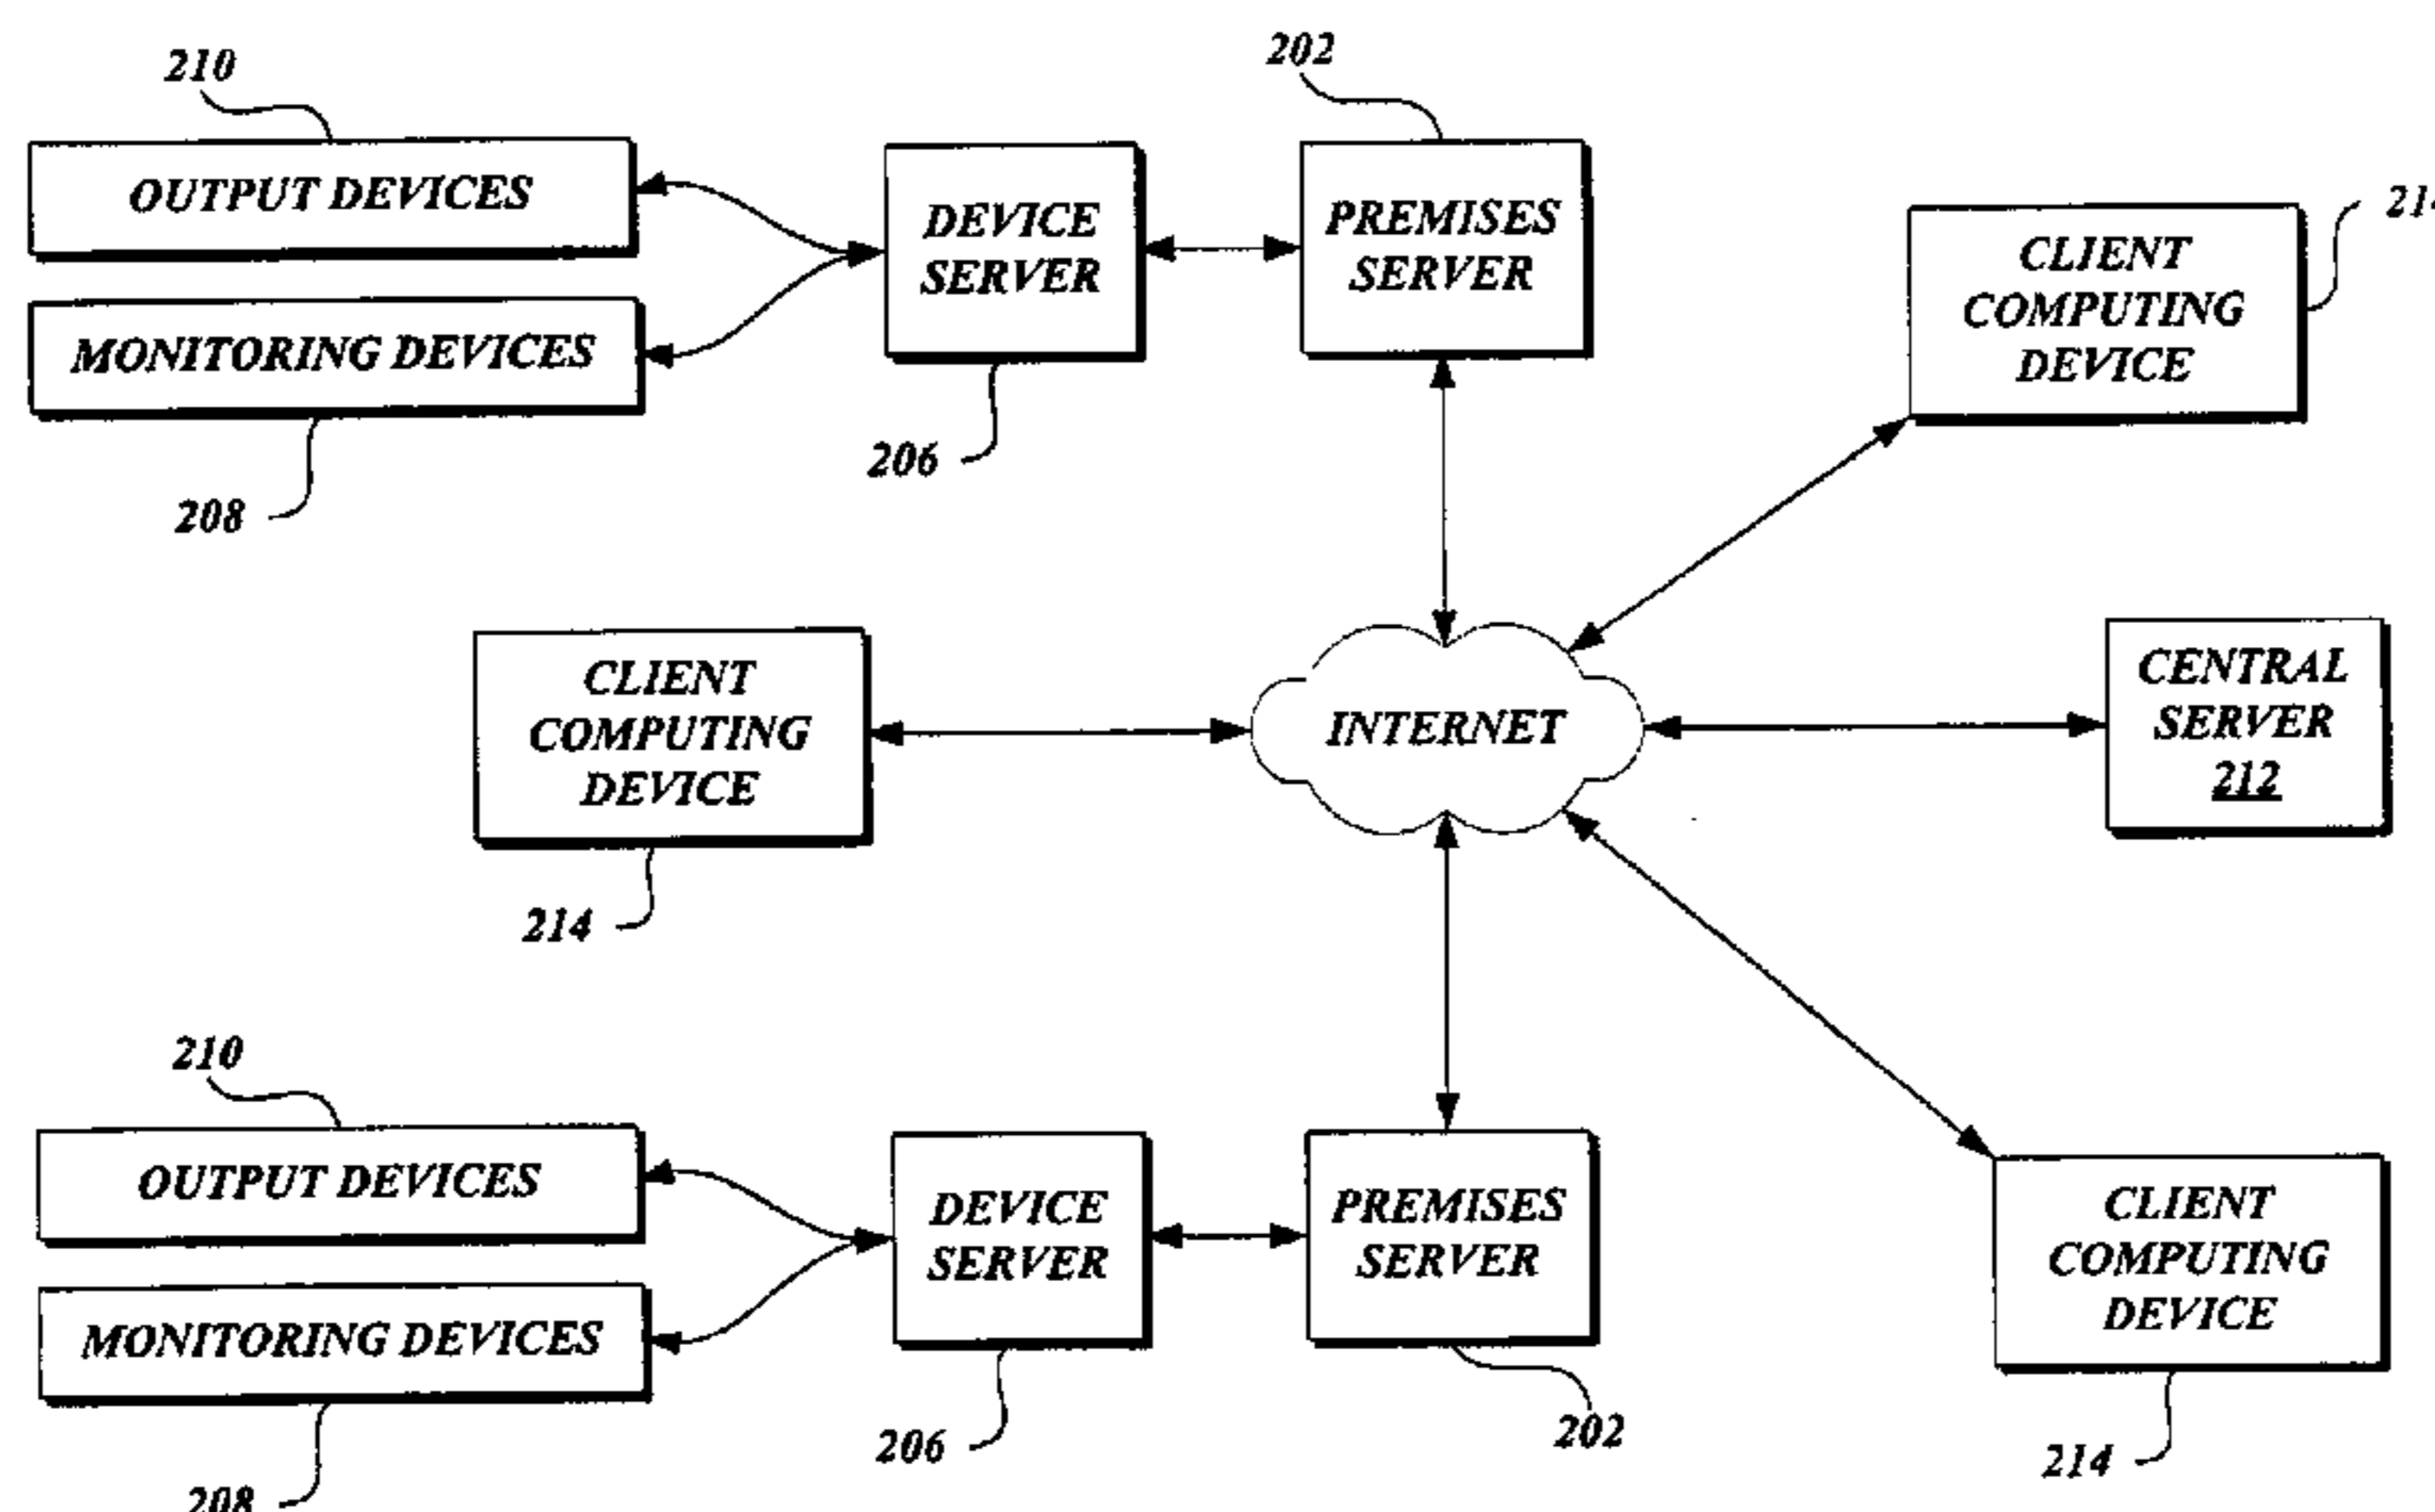 210
202
OUTPUT DEVICES
DEVICE
SERVER
PREMISES
SERVER
CLIENT
COMPUTING
DEVICE
MONITORING DEVICES
206
208
CLIENT
COMPUTING
DEVICE
INTERNET
CENTRAL
SERVER
212
214
210
OUTPUT DEVICES
DEVICE
SERVER
PREMISES
SERVER
CLIENT
COMPUTING
DEVICE
MONITORING DEVICES
206
202
214
208